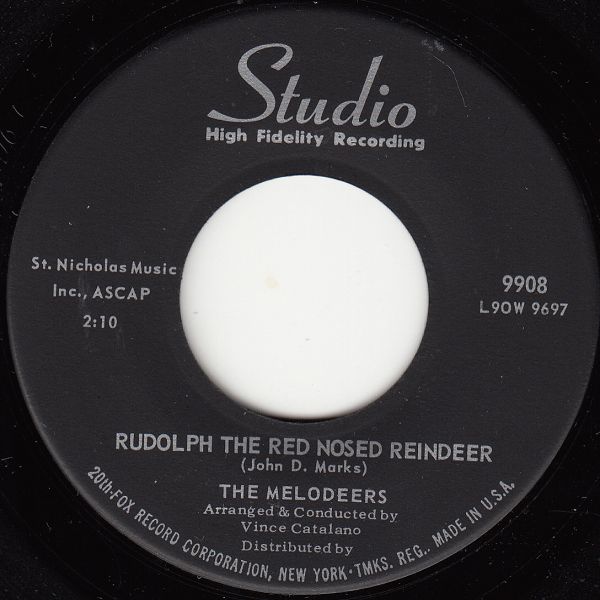 Studio
High Fidelity Recording
St. Nicholas Music
Inc., ASCAP
2:10
9908
L9OW 9697
RUDOLPH THE RED NOSED REINDEER
(John D. Marks)
THE MELODEERS
Arranged & Conducted by
Vince Catalano
Distributed by
20th-FOX RECORD CORPORATION, NEW YORK • TMKS. REG.. MADE IN U.S.A.